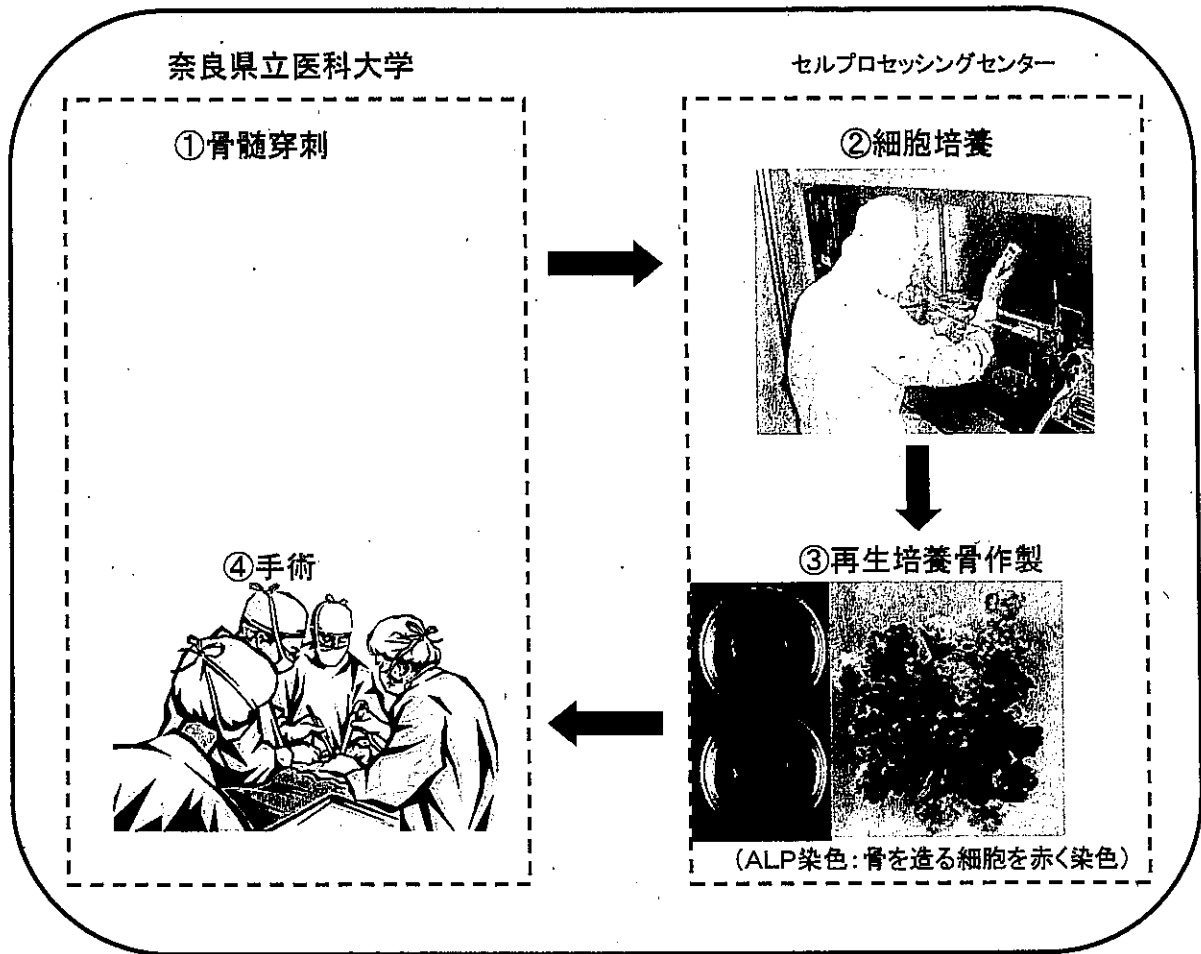 奈良県立医科大学
セルプロセッシングセンター
①骨髄穿刺
②細胞培養
③再生培養骨作製
④手術
(ALP染色:骨を造る細胞を赤く染色)